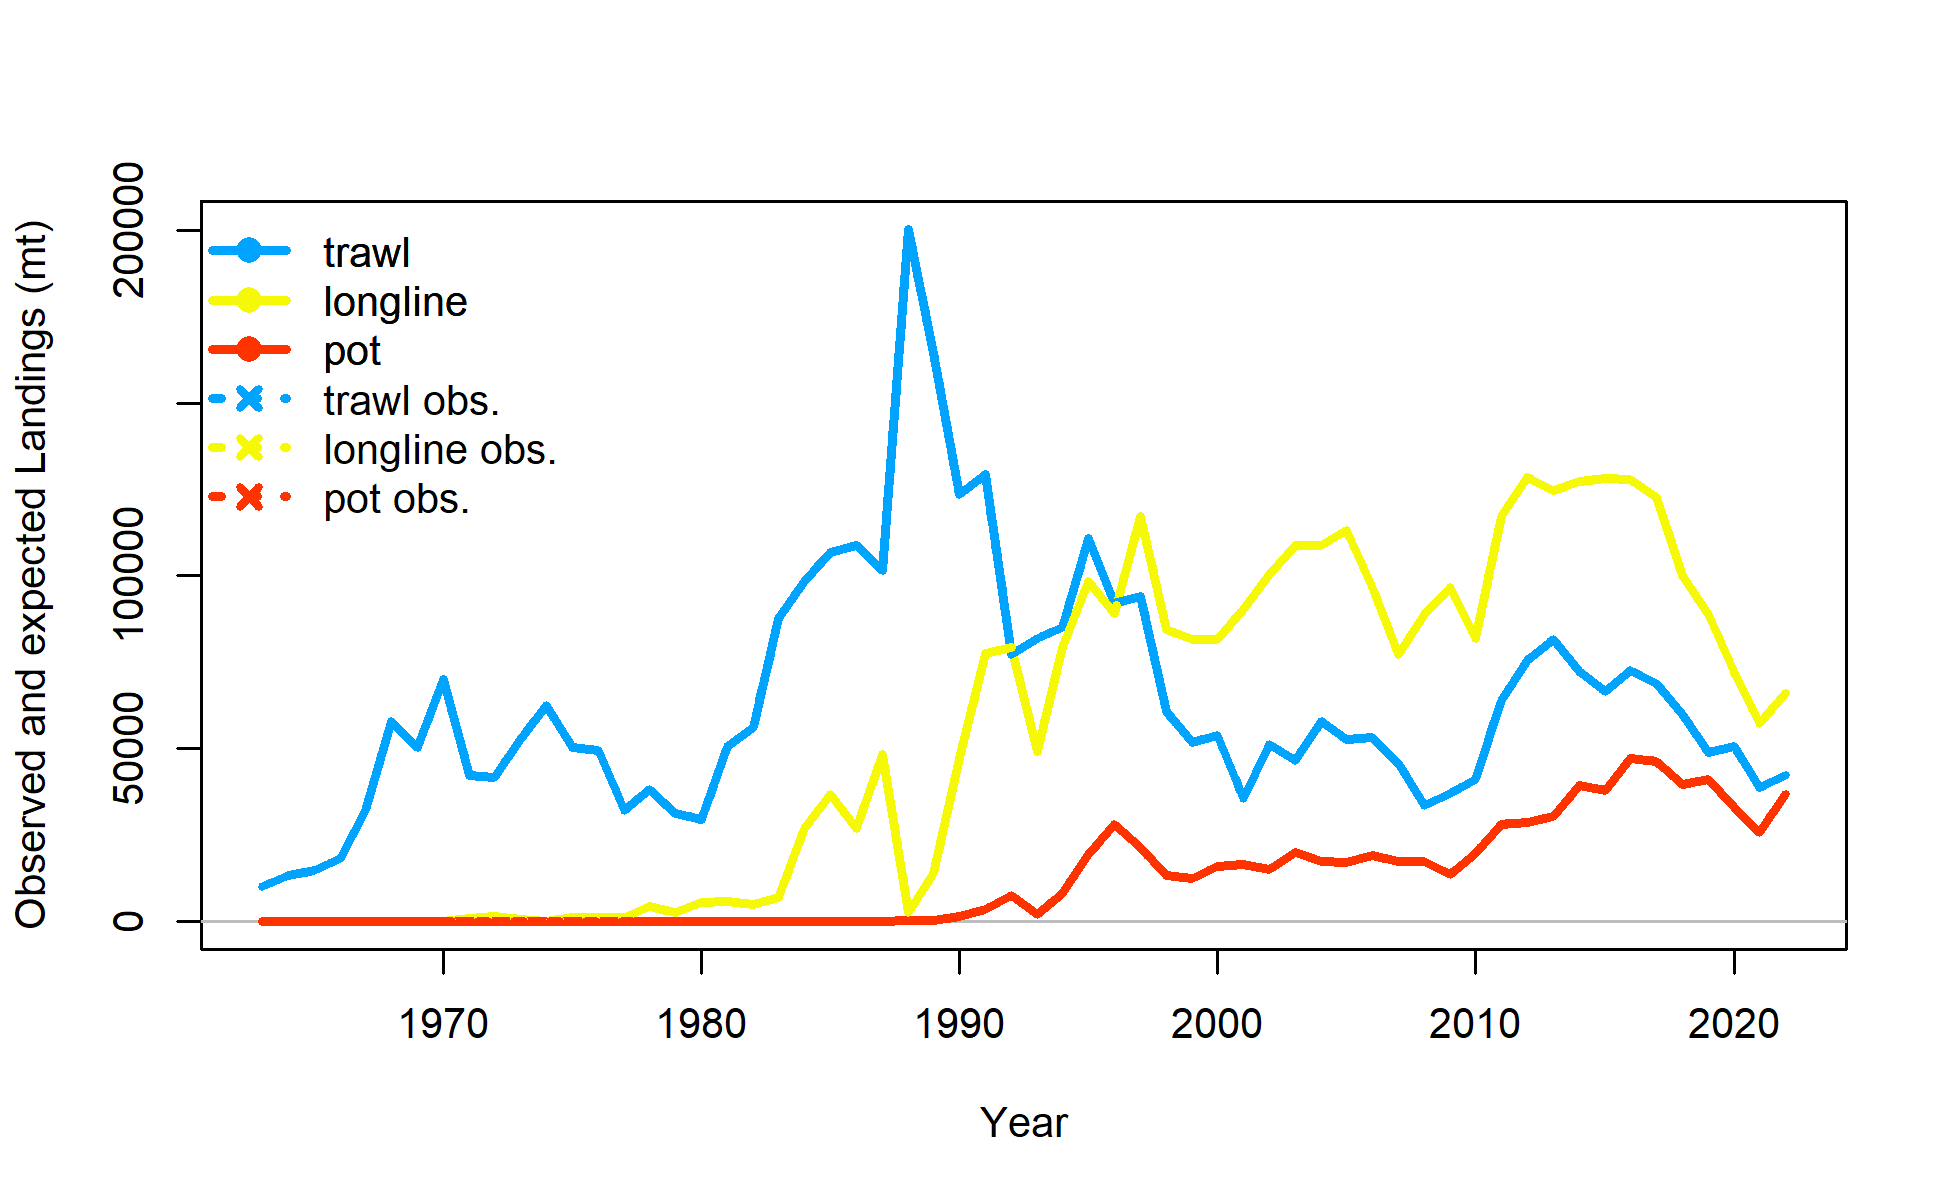 Observed and expected Landings (mt)
200000
100000
50000
0
trawl
longline
pot
trawl obs.
longline obs.
pot obs.
1970
1980
1990
2000
2010
2020
Year